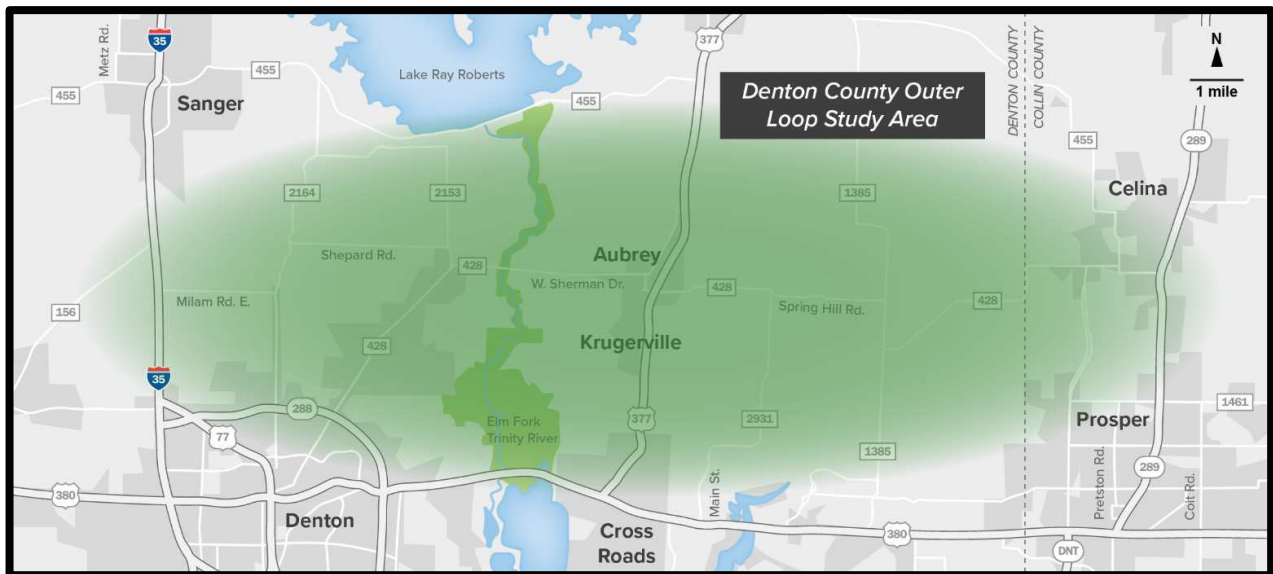 Metz Rd.
35
377
N
455
Lake Ray Roberts
Denton County Outer
Loop Study Area
DENTON COUNTY
COLLIN COUNTY
1 mile
455
Sanger
455
455
289
2164
2153
1385
Celina
Shepard Rd.
Aubrey
428
W. Sherman Dr.
428
Spring Hill Rd.
428
Milam Rd. E.
156
Krugerville
428
35
288
377
2931
1461
77
Elm Fork
Trinity River
Prosper
1385
Pretston Rd.
289
Coit Rd.
380
Main St.
Denton
Cross
Roads
380
DNT